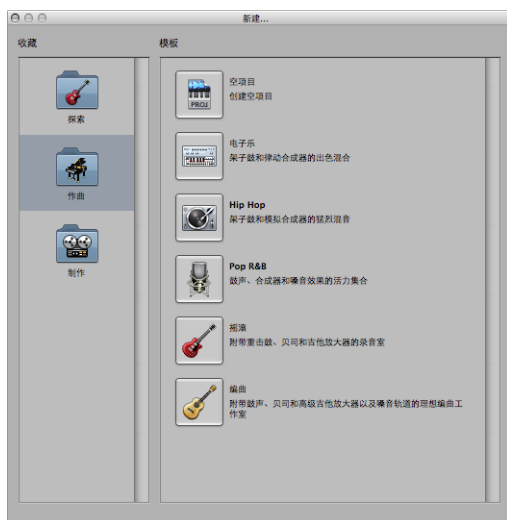 新建...
收藏
模板
探索
作曲
制作
空项目
创建空项目
PROJ
电子乐
架子鼓和律动合成器的出色混合
Hip Hop
架子鼓和模拟合成器的猛烈混音
Pop R&B
鼓声、合成器和嗓音效果的活力集合
摇滚
附带重击鼓、贝司和吉他放大器的录音室
编曲
附带鼓声、贝司和高级吉他放大器以及嗓音轨道的理想编曲工
作室